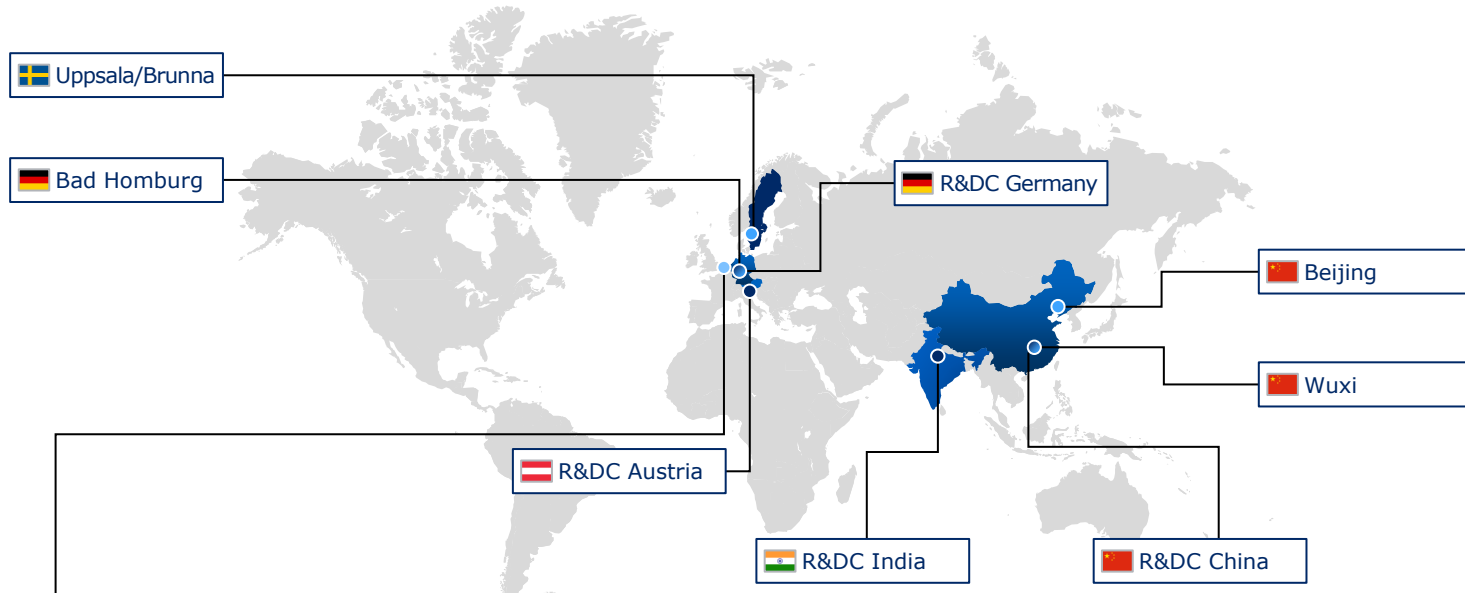 Uppsala/Brunna
Bad Homburg
R&DC Germany
Beijing
Wuxi
R&DC Austria
R&DC India
R&DC China